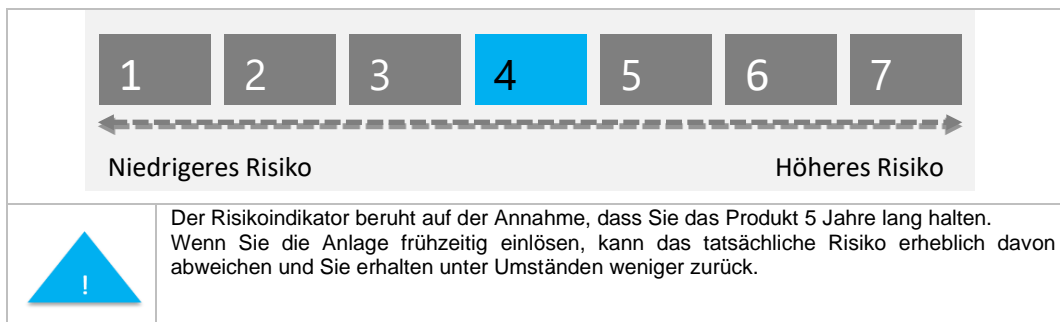 1 2 3 4 5 6 7
Niedrigeres Risiko Höheres Risiko
Der Risikoindikator beruht auf der Annahme, dass Sie das Produkt 5 Jahre lang halten.
Wenn Sie die Anlage frühzeitig einlösen, kann das tatsächliche Risiko erheblich davon
abweichen und Sie erhalten unter Umständen weniger zurück.
!